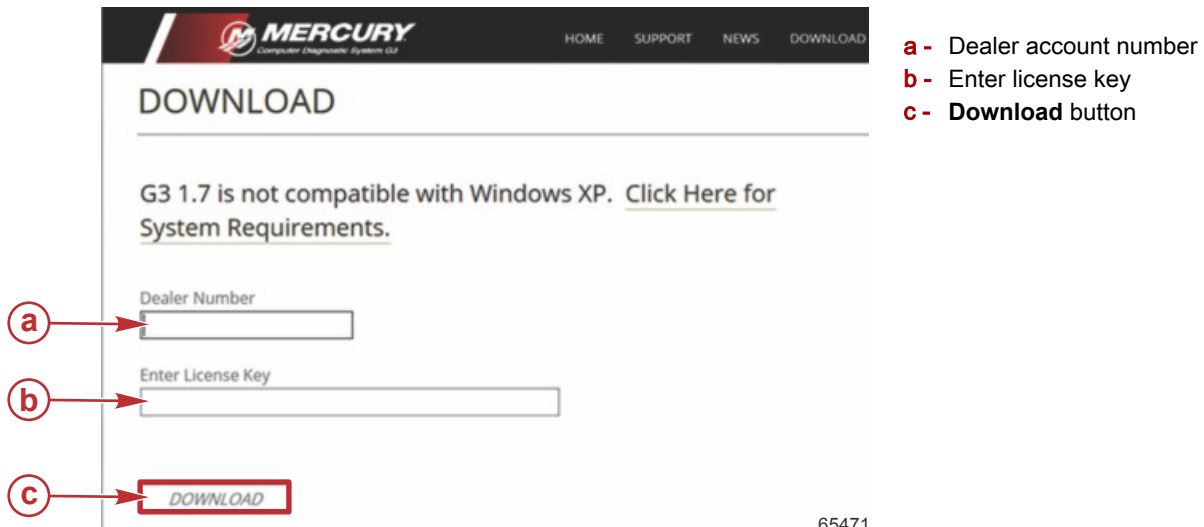 MERCURY
Computer Diagnostic System G3
HOME SUPPORT NEWS DOWNLOAD
DOWNLOAD
G3 1.7 is not compatible with Windows XP. Click Here for
System Requirements.
Dealer Number
a
Enter License Key
b
c
DOWNLOAD
65471
a - Dealer account number
b - Enter license key
c - Download button